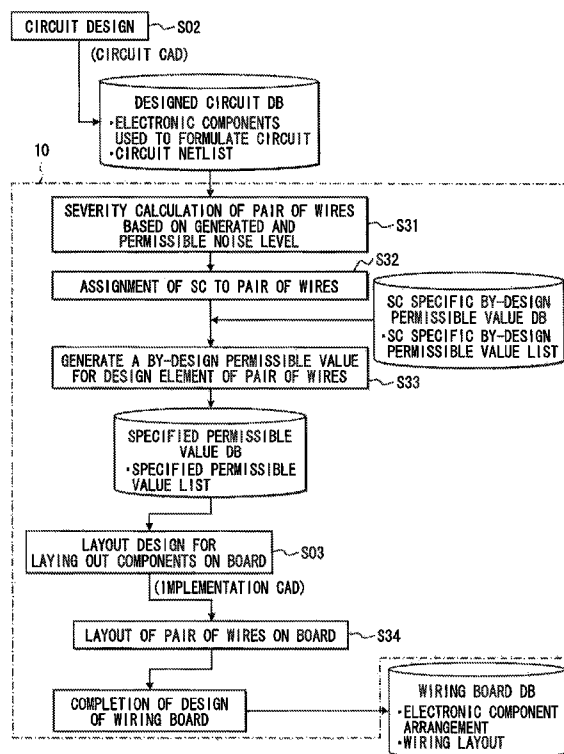 CIRCUIT DESIGN
S02
(CIRCUIT CAD)
DESIGNED CIRCUIT DB
・ELECTRONIC COMPONENTS
USED TO FORMULATE CIRCUIT
・CIRCUIT NETLIST
10
SEVERITY CALCULATION OF PAIR OF WIRES
BASED ON GENERATED AND
PERMISSIBLE NOISE LEVEL
S31
S32
ASSIGNMENT OF SC TO PAIR OF WIRES
SC SPECIFIC BY-DESIGN
PERMISSIBLE VALUE DB
・SC SPECIFIC BY-DESIGN
PERMISSIBLE VALUE LIST
GENERATE A BY-DESIGN PERMISSIBLE VALUE
FOR DESIGN ELEMENT OF PAIR OF WIRES
S33
SPECIFIED PERMISSIBLE
VALUE DB
・SPECIFIED PERMISSIBLE
VALUE LIST
LAYOUT DESIGN FOR
LAYING OUT COMPONENTS ON BOARD
S03
(IMPLEMENTATION CAD)
LAYOUT OF PAIR OF WIRES ON BOARD
S34
COMPLETION OF DESIGN
OF WIRING BOARD
WIRING BOARD DB
・ELECTRONIC COMPONENT
ARRANGEMENT
・WIRING LAYOUT